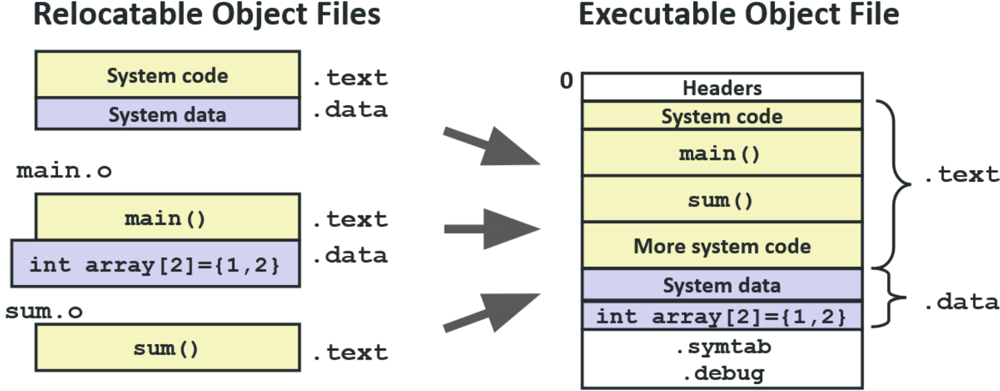 Relocatable Object Files
System code
.text
System data
.data
main.o
main()
.text
int array[2]={1,2}
.data
sum.o
sum()
.text
Executable Object File
0
Headers
System code
main()
sum()
More system code
.text
System data
int array[2]={1,2}
.data
.symtab
.debug